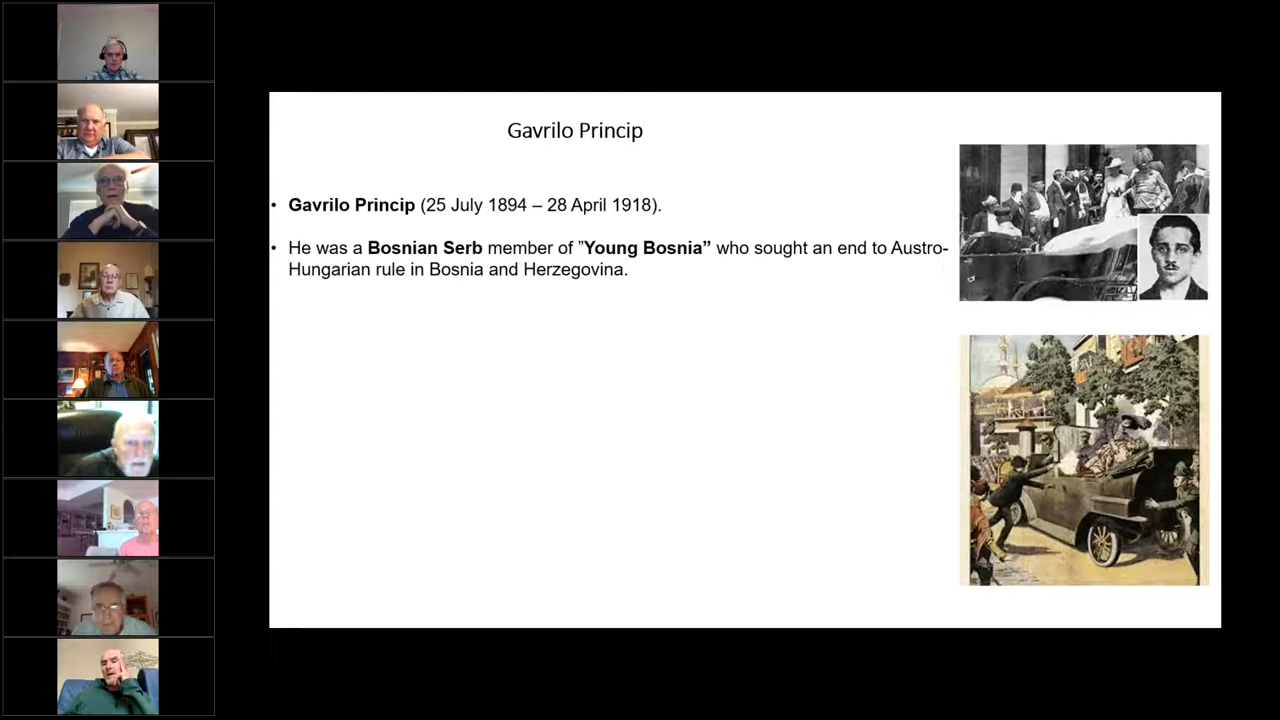 Gavrilo Princip
• Gavrilo Princip (25 July 1894 – 28 April 1918).
• He was a Bosnian Serb member of ”Young Bosnia” who sought an end to Austro-
Hungarian rule in Bosnia and Herzegovina.